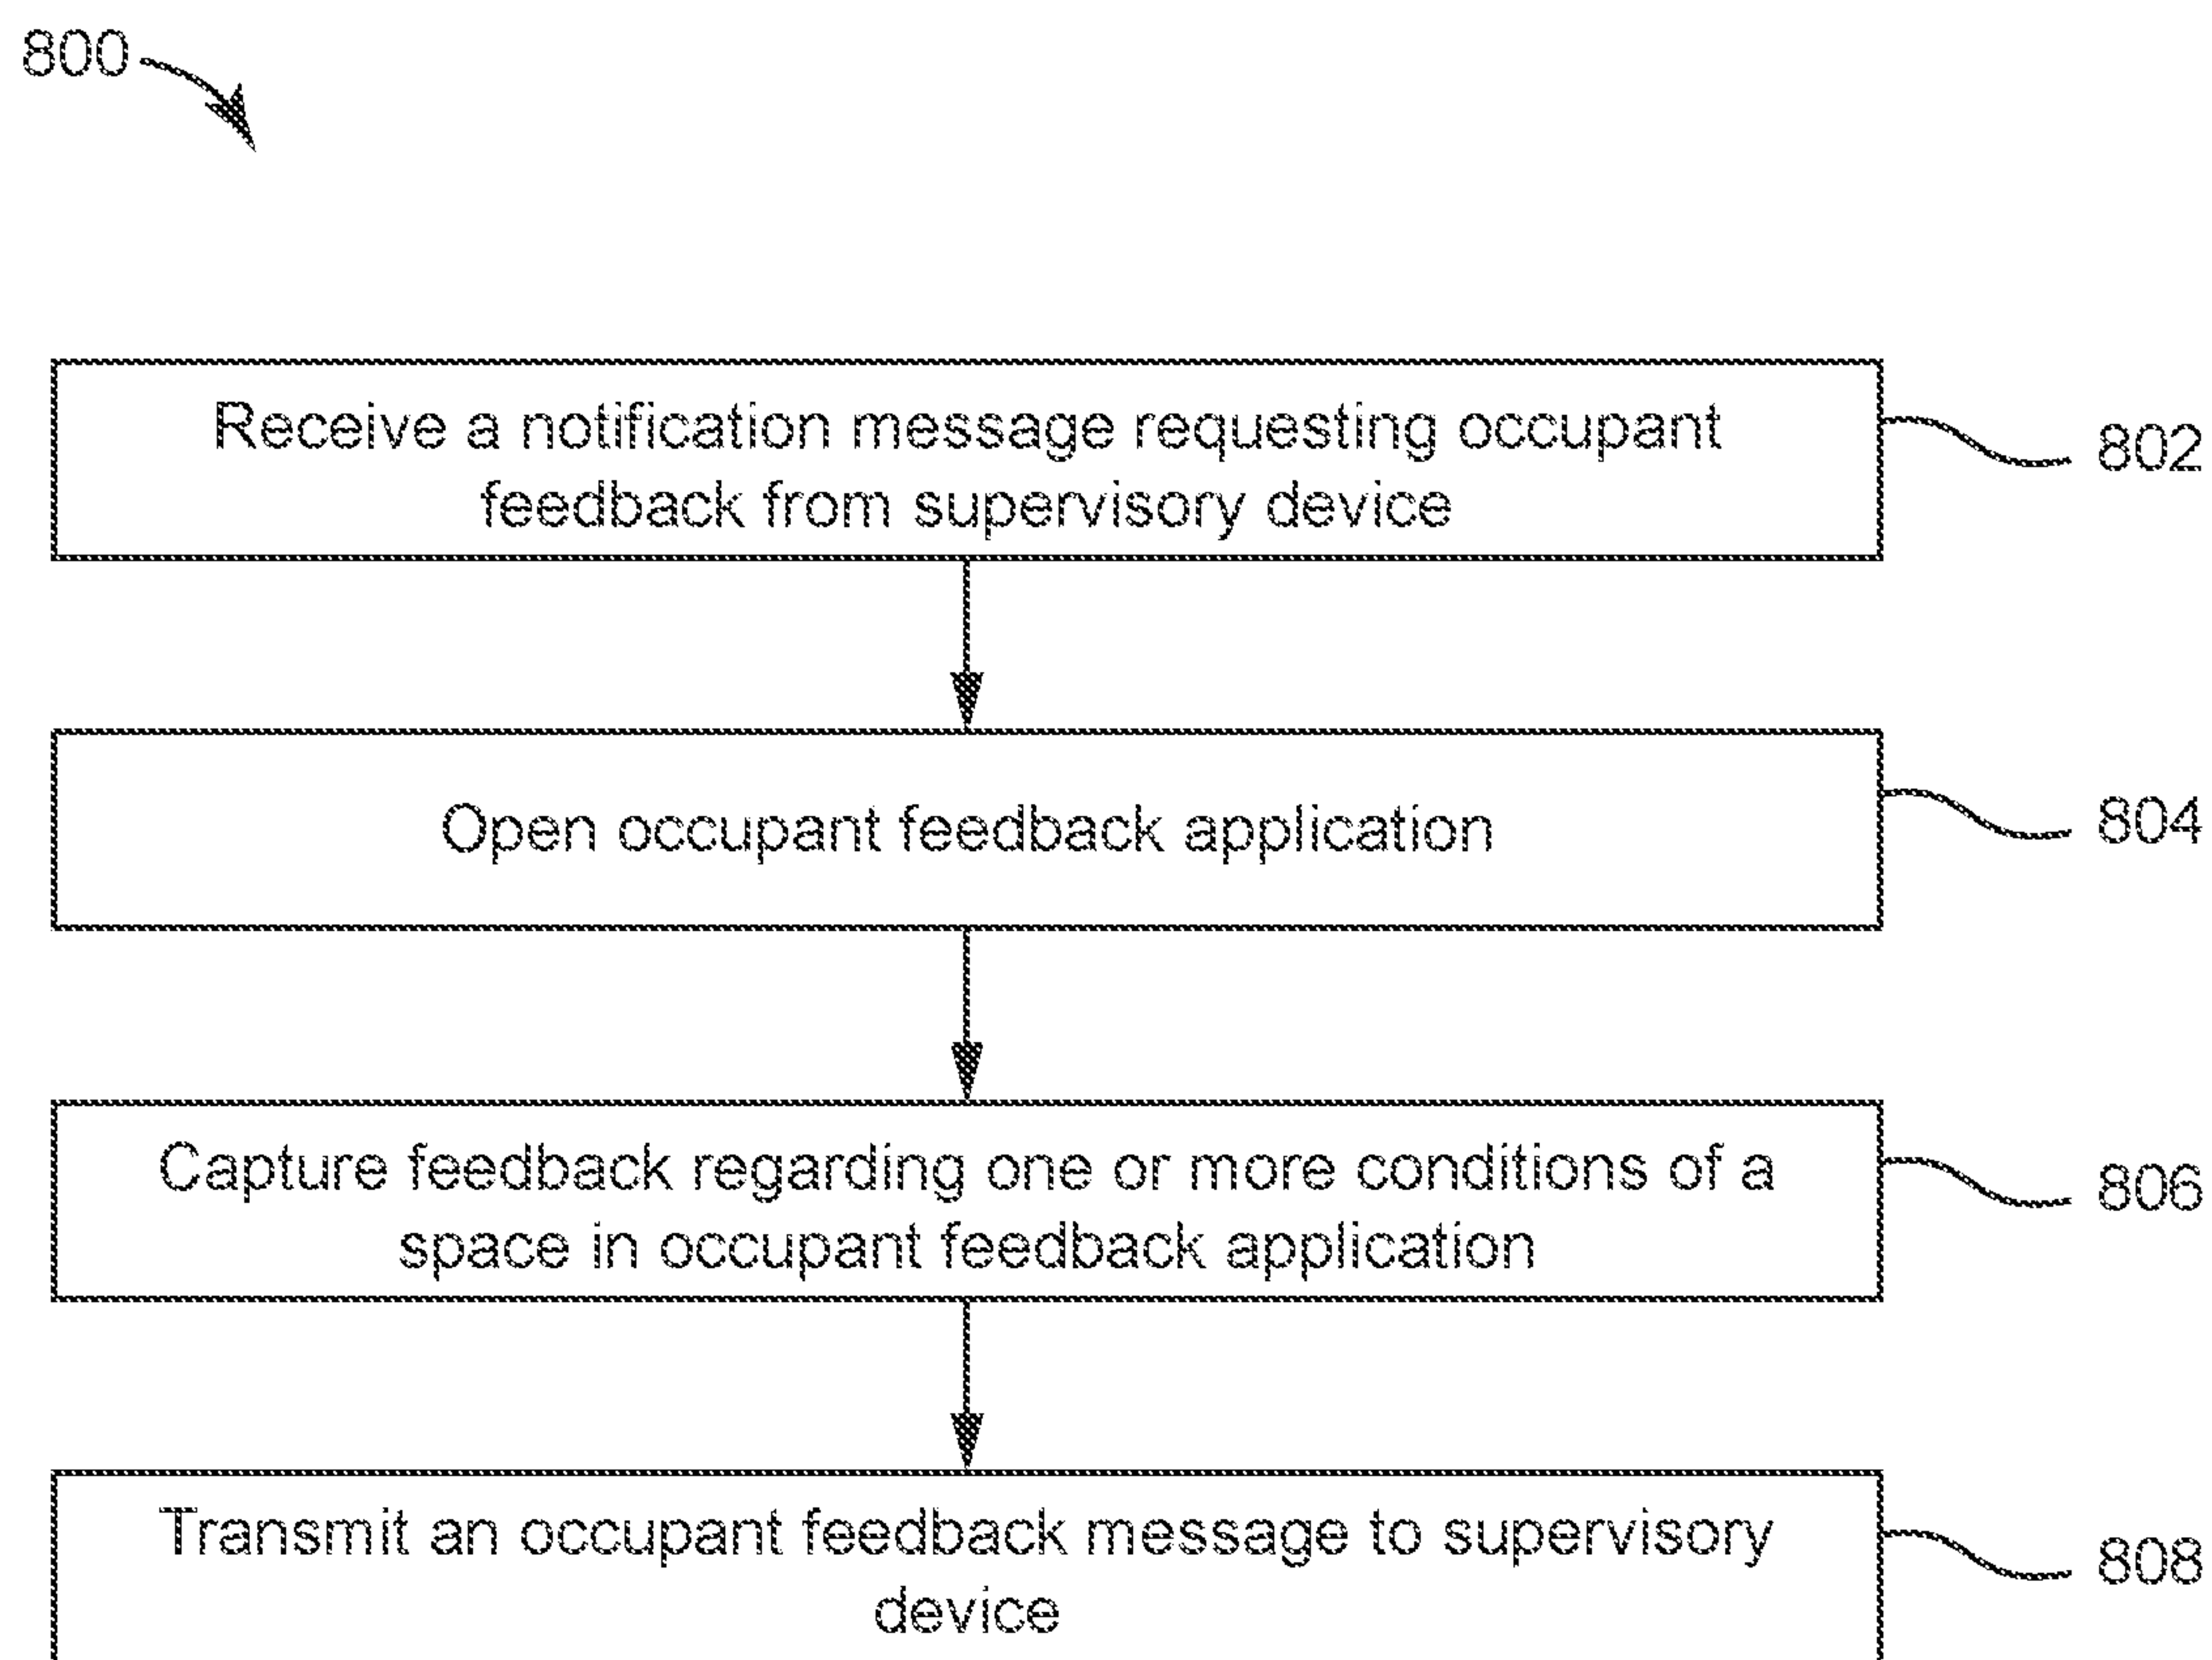 800
Receive a notification message requesting occupant
feedback from supervisory device
802
Open occupant feedback application
804
Capture feedback regarding one or more conditions of a
space in occupant feedback application
806
Transmit an occupant feedback message to supervisory
device
808